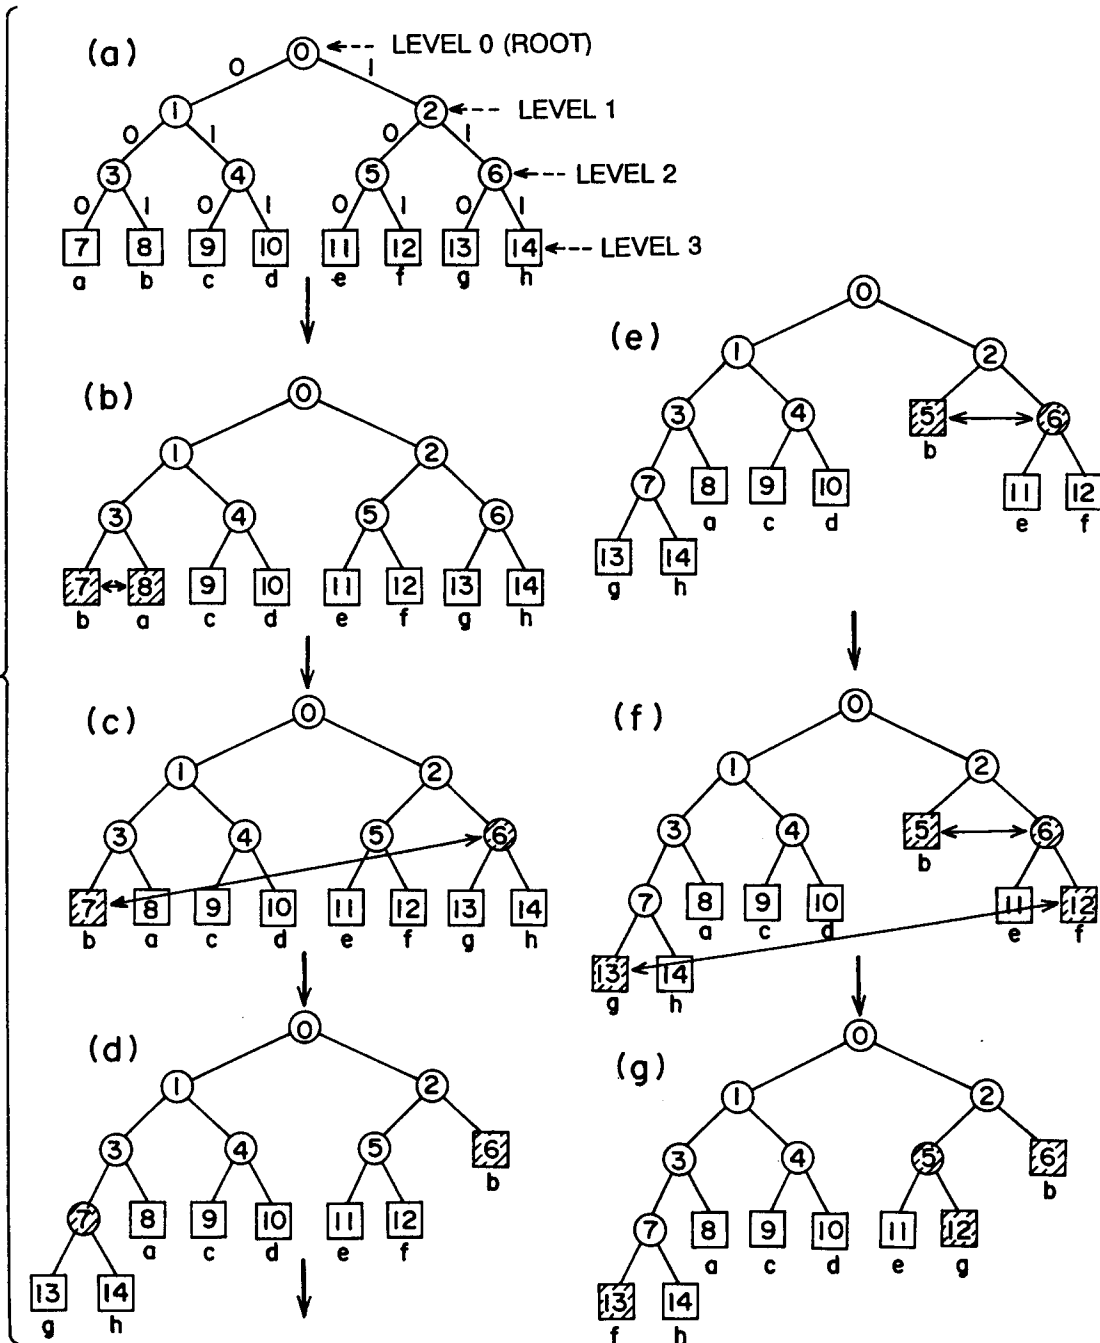 (a)
0 LEVEL 0 (ROOT)
0 1
1 2 LEVEL 1
0 1 0 1
3 4 5 6 LEVEL 2
0 1 0 1 0 1 0 1
7 8 9 10 11 12 13 14 LEVEL 3
a b c d e f g h
(b)
0
1 2
3 4 5 6
7 8 9 10 11 12 13 14
b a c d e f g h
(c)
0
1 2
3 4 5 6
7 8 9 10 11 12 13 14
b a c d e f g h
(d)
0
1 2
3 4 5 6
b
7 8 9 10 11 12
a c d e f
13 14
g h
(e)
0
1 2
3 4 5 6
b
7 8 9 10 11 12
a c d e f
13 14
g h
(f)
0
1 2
3 4 5 6
b
7 8 9 10 11 12
a c d e f
13 14
g h
(g)
0
1 2
3 4 5 6
b
7 8 9 10 11 12
a c d e g
13 14
f h